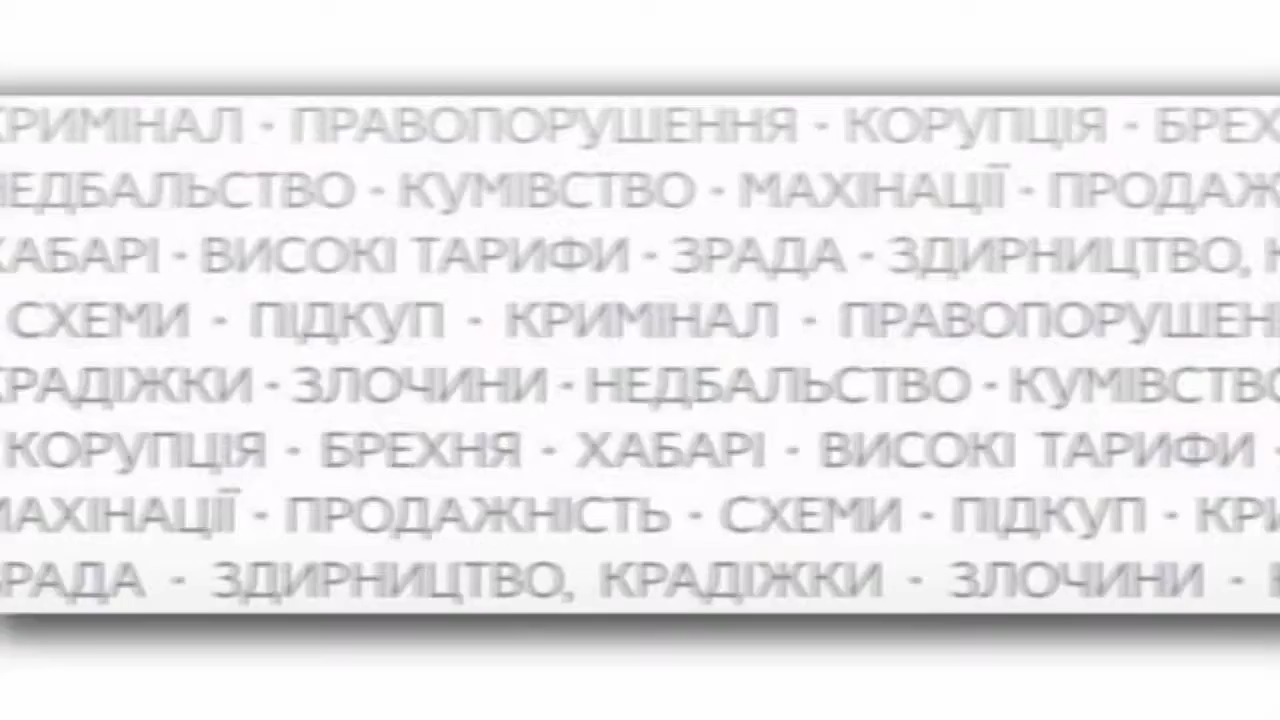 КРИМІНАЛ - ПРАВОПОРУШЕННЯ - КОРУПЦІЯ - БРЕХ
НЕДБАЛЬСТВО - КУМІВСТВО - МАХІНАЦІЇ - ПРОДАЖ
ХАБАРІ - ВИСОКІ ТАРИФИ - ЗРАДА - ЗДИРНИЦТВО, К
СХЕМИ - ПІДКУП - КРИМІНАЛ - ПРАВОПОРУШЕН
КРАДІЖКИ - ЗЛОЧИНИ - НЕДБАЛЬСТВО - КУМІВСТВО
КОРУПЦІЯ - БРЕХНЯ - ХАБАРІ - ВИСОКІ ТАРИФИ -
МАХІНАЦІЇ - ПРОДАЖНІСТЬ - СХЕМИ - ПІДКУП - КРИ
ЗРАДА - ЗДИРНИЦТВО, КРАДІЖКИ - ЗЛОЧИНИ -